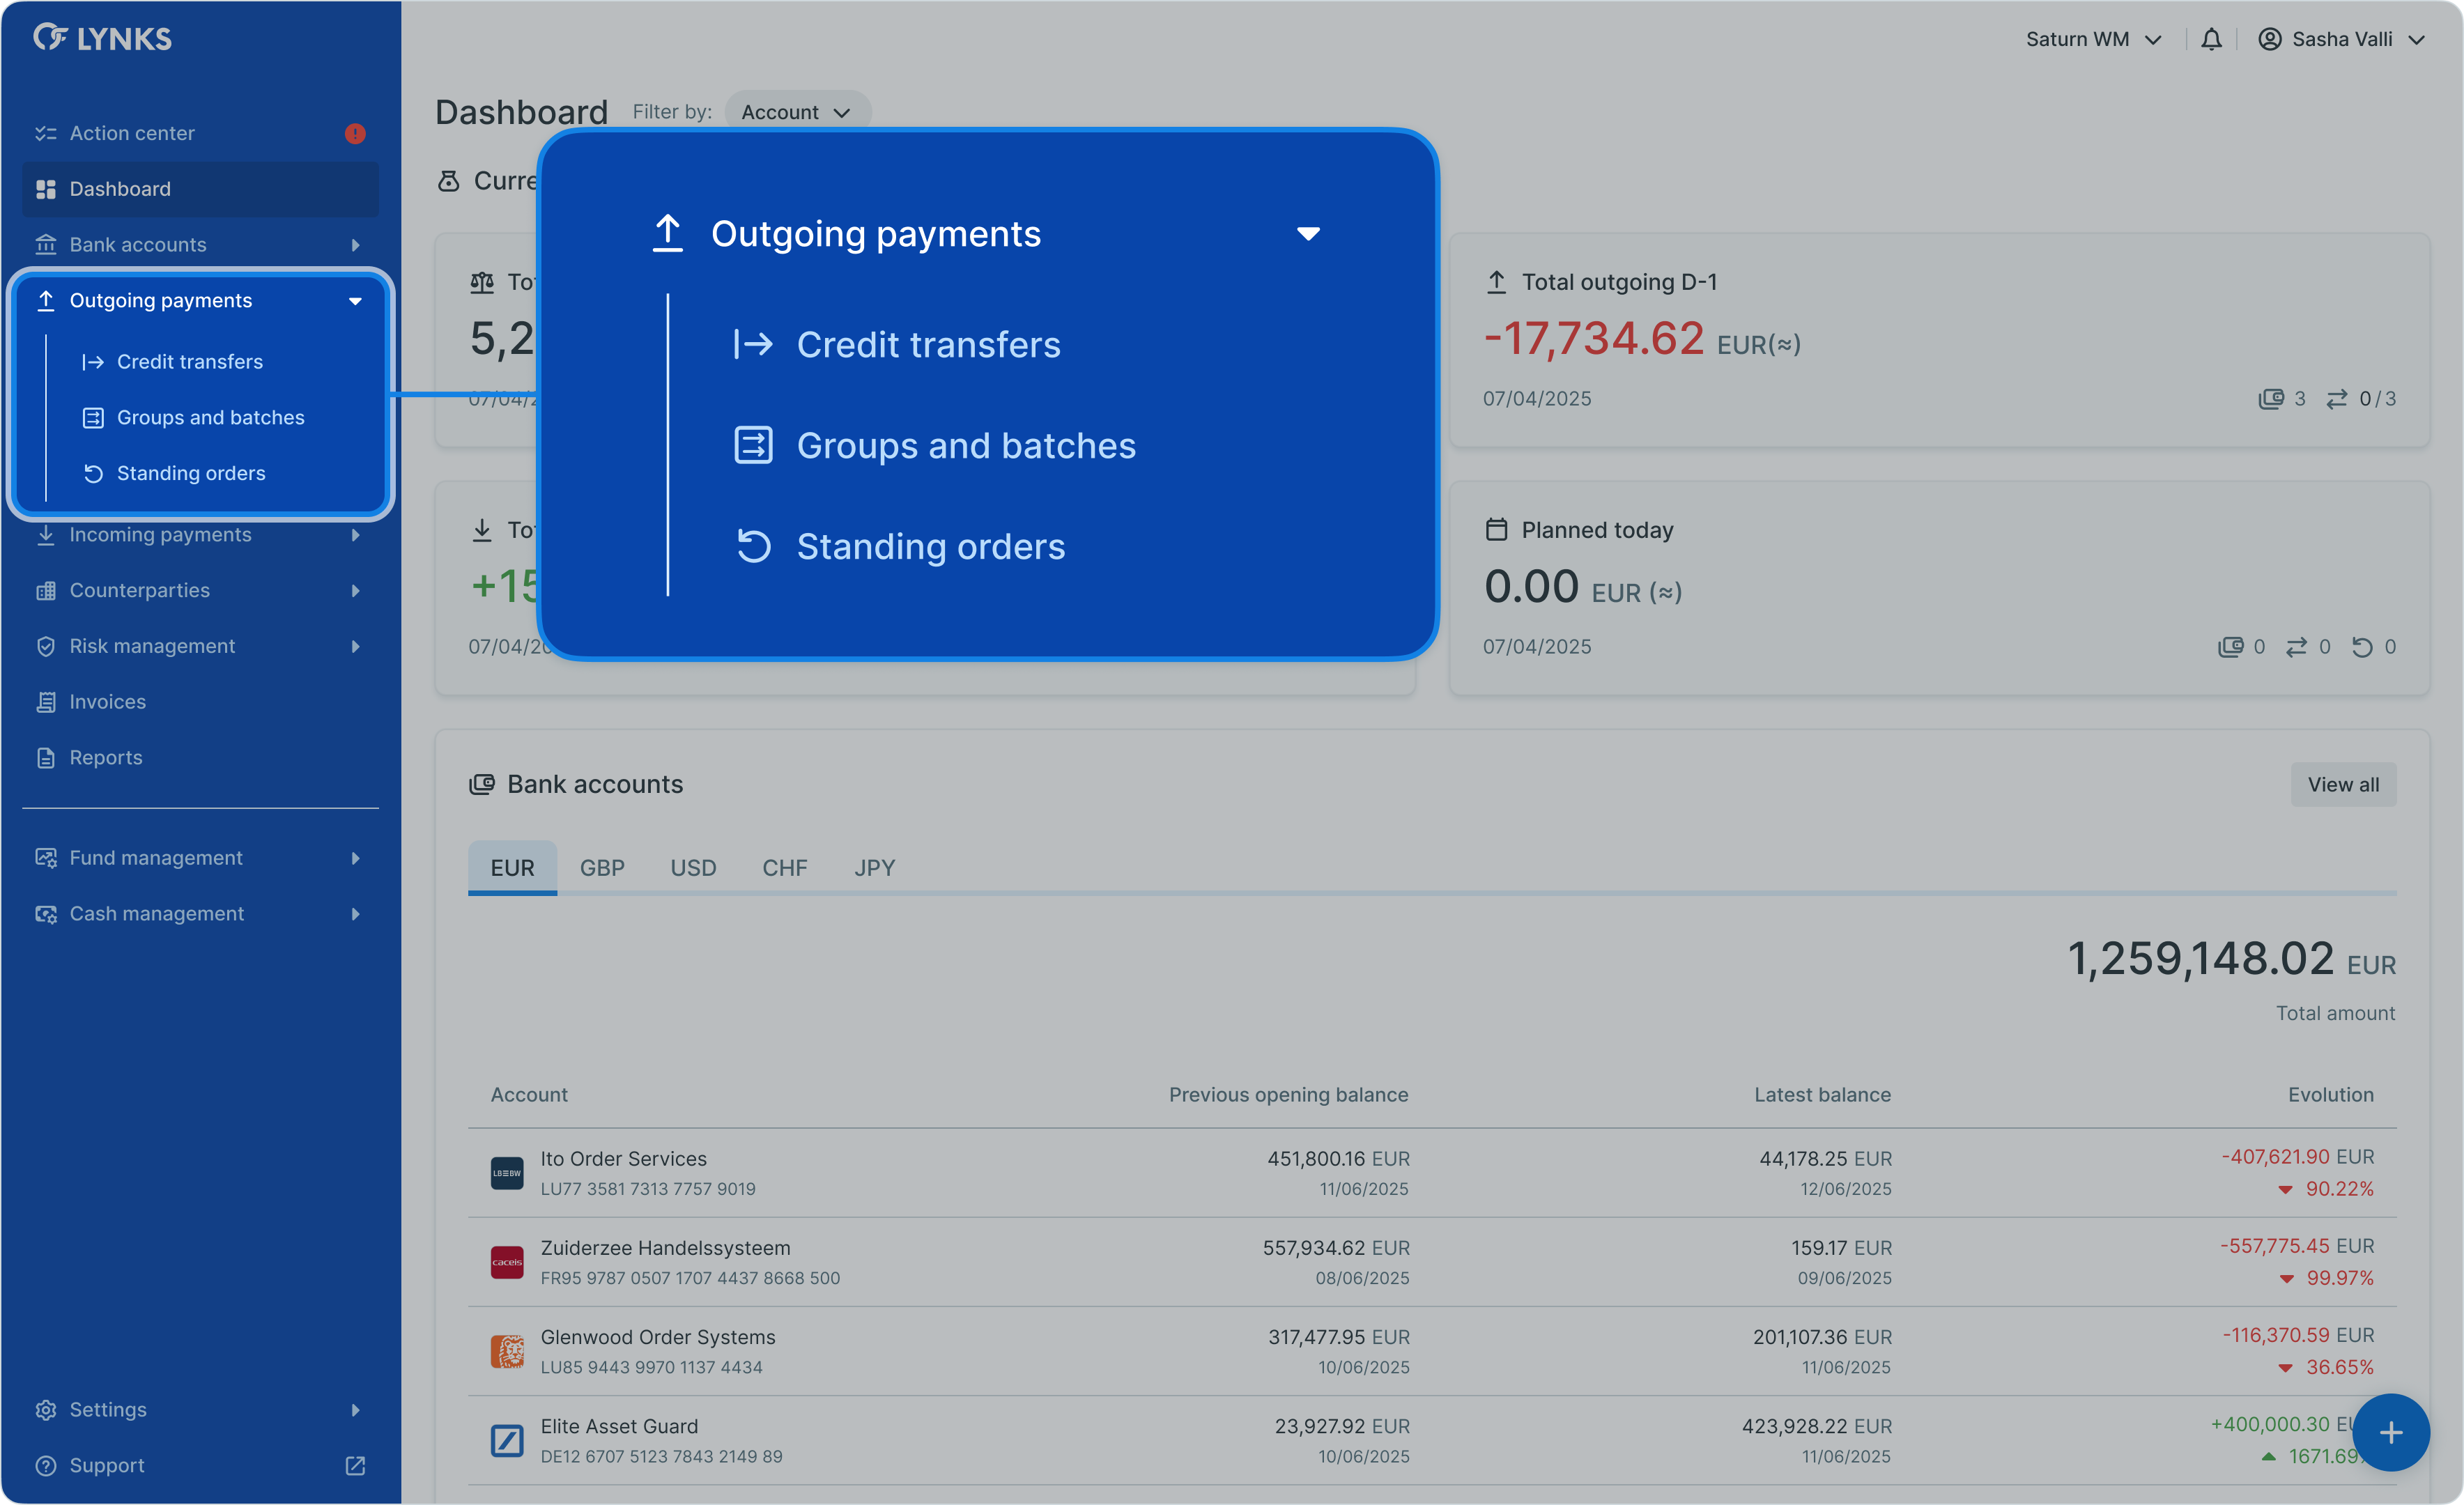 LYNKS
Action center
Dashboard
Bank accounts
Outgoing payments
Credit transfers
Groups and batches
Standing orders
Incoming payments
Counterparties
Risk management
Invoices
Reports
Fund management
Cash management
Settings
Support
Saturn WM
Sasha Valli
Dashboard Filter by: Account
Outgoing payments
Credit transfers
Groups and batches
Standing orders
5,2
07/04/2
Total outgoing D-1
-17,734.62 EUR(≈)
07/04/2025 3 0/3
+15
07/04/20
Planned today
0.00 EUR (≈)
07/04/2025 0 0 0
Bank accounts View all
EUR GBP USD CHF JPY
1,259,148.02 EUR
Total amount
Account Previous opening balance Latest balance Evolution
LB≡BW Ito Order Services 451,800.16 EUR 44,178.25 EUR -407,621.90 EUR
LU77 3581 7313 7757 9019 11/06/2025 12/06/2025 90.22%
caceis Zuiderzee Handelssysteem 557,934.62 EUR 159.17 EUR -557,775.45 EUR
FR95 9787 0507 1707 4437 8668 500 08/06/2025 09/06/2025 99.97%
Glenwood Order Systems 317,477.95 EUR 201,107.36 EUR -116,370.59 EUR
LU85 9443 9970 1137 4434 10/06/2025 11/06/2025 36.65%
Elite Asset Guard 23,927.92 EUR 423,928.22 EUR +400,000.30
DE12 6707 5123 7843 2149 89 10/06/2025 11/06/2025 1671.69